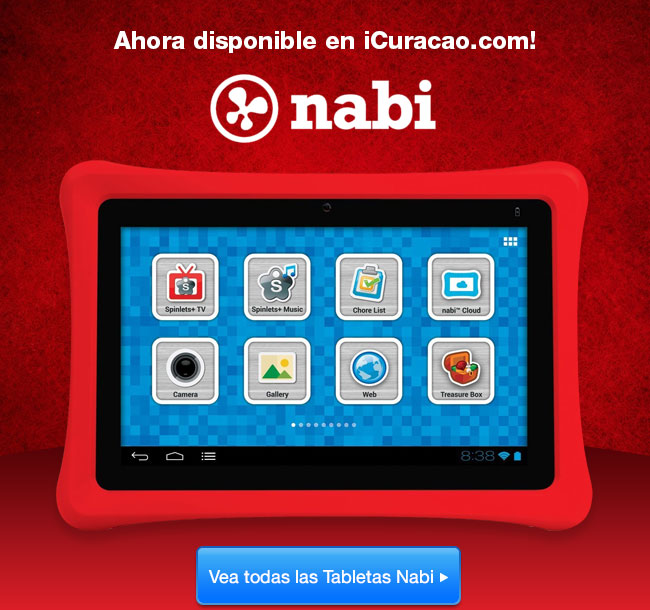 Ahora disponible en iCuracao.com!
nabi
Spinlets+ TV
Spinlets+ Music
Chore List
nabi™ Cloud
Camera
Gallery
Web
Treasure Box
8:38
Vea todas las Tabletas Nabi